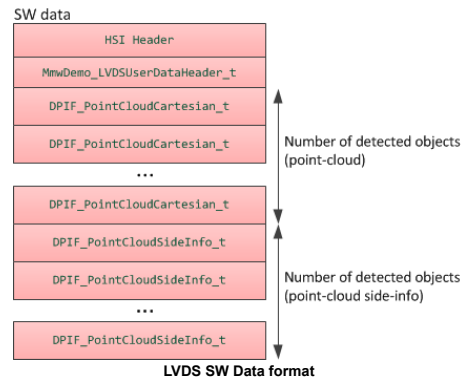 SW data
HSI Header
MmwDemo_LVDSUserDataHeader_t
DPIF_PointCloudCartesian_t
DPIF_PointCloudCartesian_t
...
DPIF_PointCloudCartesian_t
DPIF_PointCloudSideInfo_t
DPIF_PointCloudSideInfo_t
...
DPIF_PointCloudSideInfo_t
Number of detected objects
(point-cloud)
Number of detected objects
(point-cloud side-info)
LVDS SW Data format